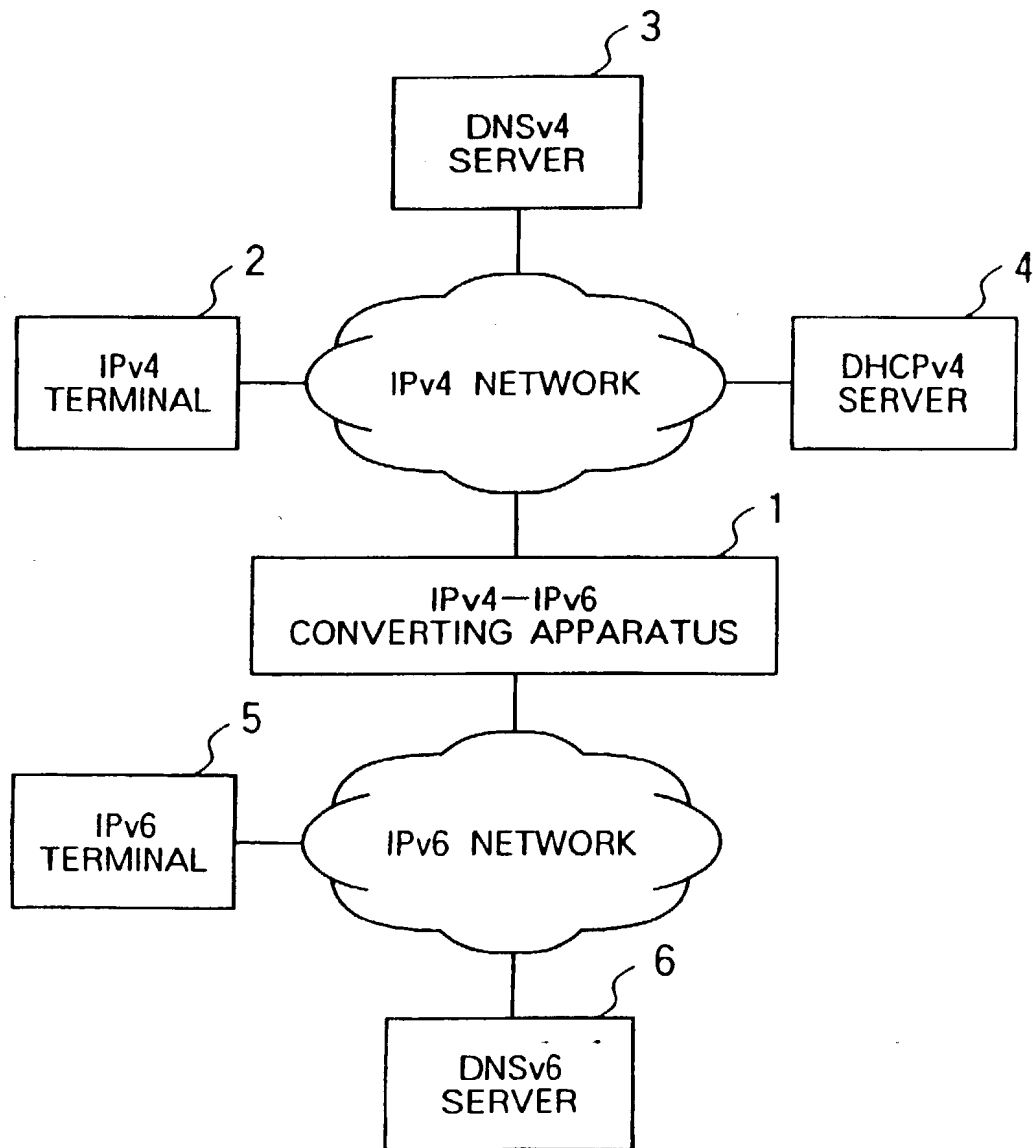 3
DNSv4
SERVER
2
4
IPv4
TERMINAL
IPv4 NETWORK
DHCPv4
SERVER
1
IPv4—IPv6
CONVERTING APPARATUS
5
IPv6
TERMINAL
IPv6 NETWORK
6
DNSv6
SERVER